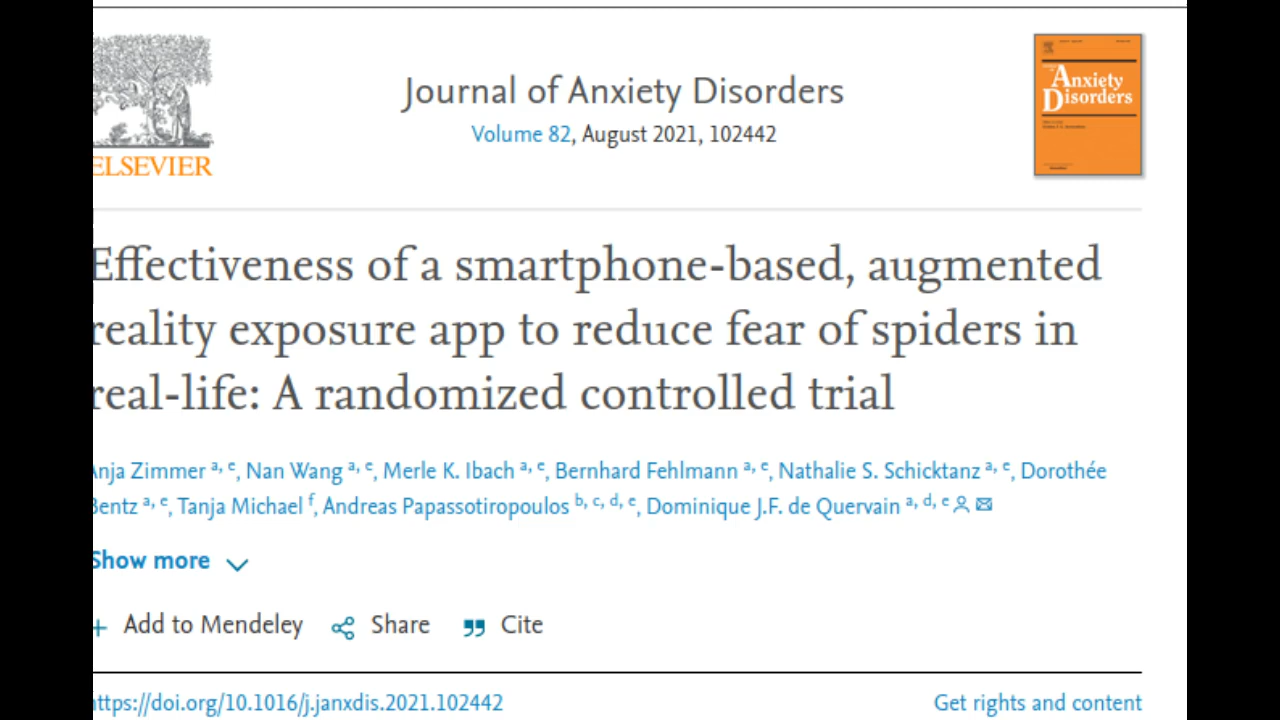 Journal of Anxiety Disorders
Volume 82, August 2021, 102442
ELSEVIER
Anxiety
Disorders
Effectiveness of a smartphone-based, augmented
reality exposure app to reduce fear of spiders in
real-life: A randomized controlled trial
Anja Zimmer a, e, Nan Wang a, e, Merle K. Ibach a, e, Bernhard Fehlmann a, e, Nathalie S. Schicktanz a, e, Dorothée
Bentz a, e, Tanja Michael f, Andreas Papassotiropoulos b, c, d, e, Dominique J.F. de Quervain a, d, e
Show more
+ Add to Mendeley Share Cite
https://doi.org/10.1016/j.janxdis.2021.102442 Get rights and content